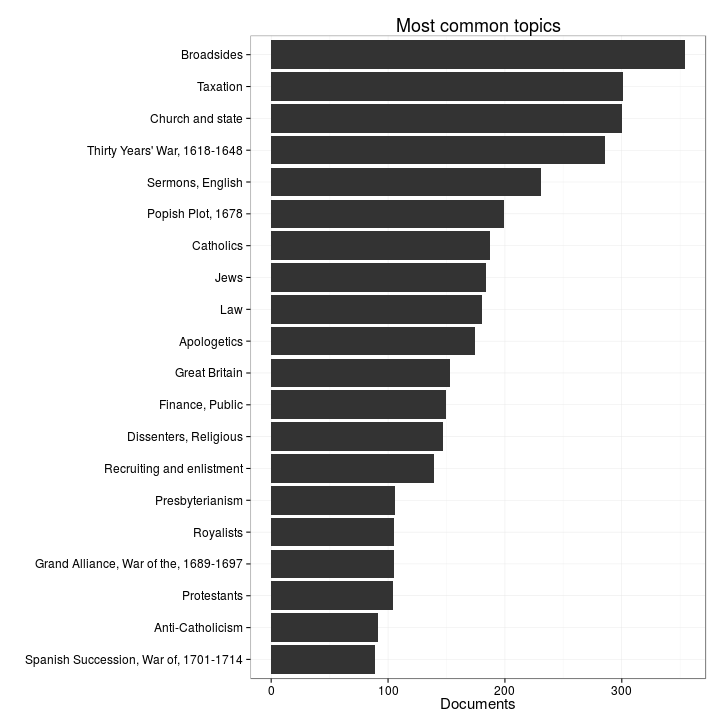 Most common topics
Broadsides
Taxation
Church and state
Thirty Years' War, 1618-1648
Sermons, English
Popish Plot, 1678
Catholics
Jews
Law
Apologetics
Great Britain
Finance, Public
Dissenters, Religious
Recruiting and enlistment
Presbyterianism
Royalists
Grand Alliance, War of the, 1689-1697
Protestants
Anti-Catholicism
Spanish Succession, War of, 1701-1714
0 100 200 300
Documents